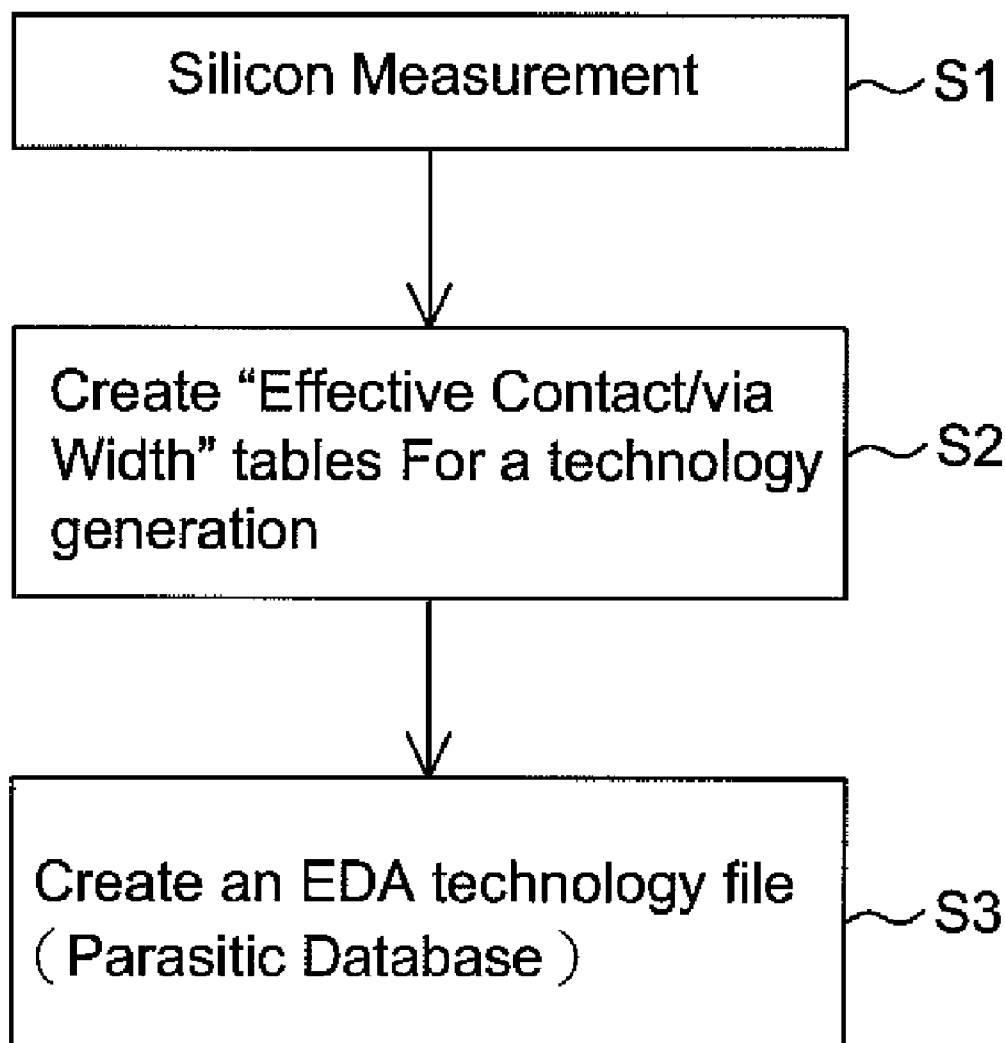 Silicon Measurement
S1
Create “Effective Contact/via
Width” tables For a technology
generation
S2
Create an EDA technology file
（Parasitic Database）
S3